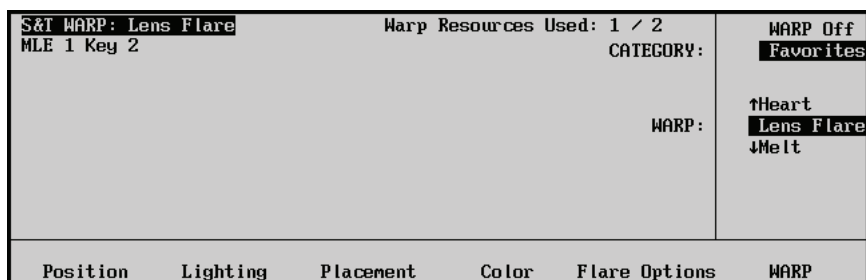 S&T WARP: Lens Flare Warp Resources Used: 1 / 2 WARP Off
MLE 1 Key 2 CATEGORY: Favorites
↑Heart
WARP: Lens Flare
↓Melt
Position Lighting Placement Color Flare Options WARP